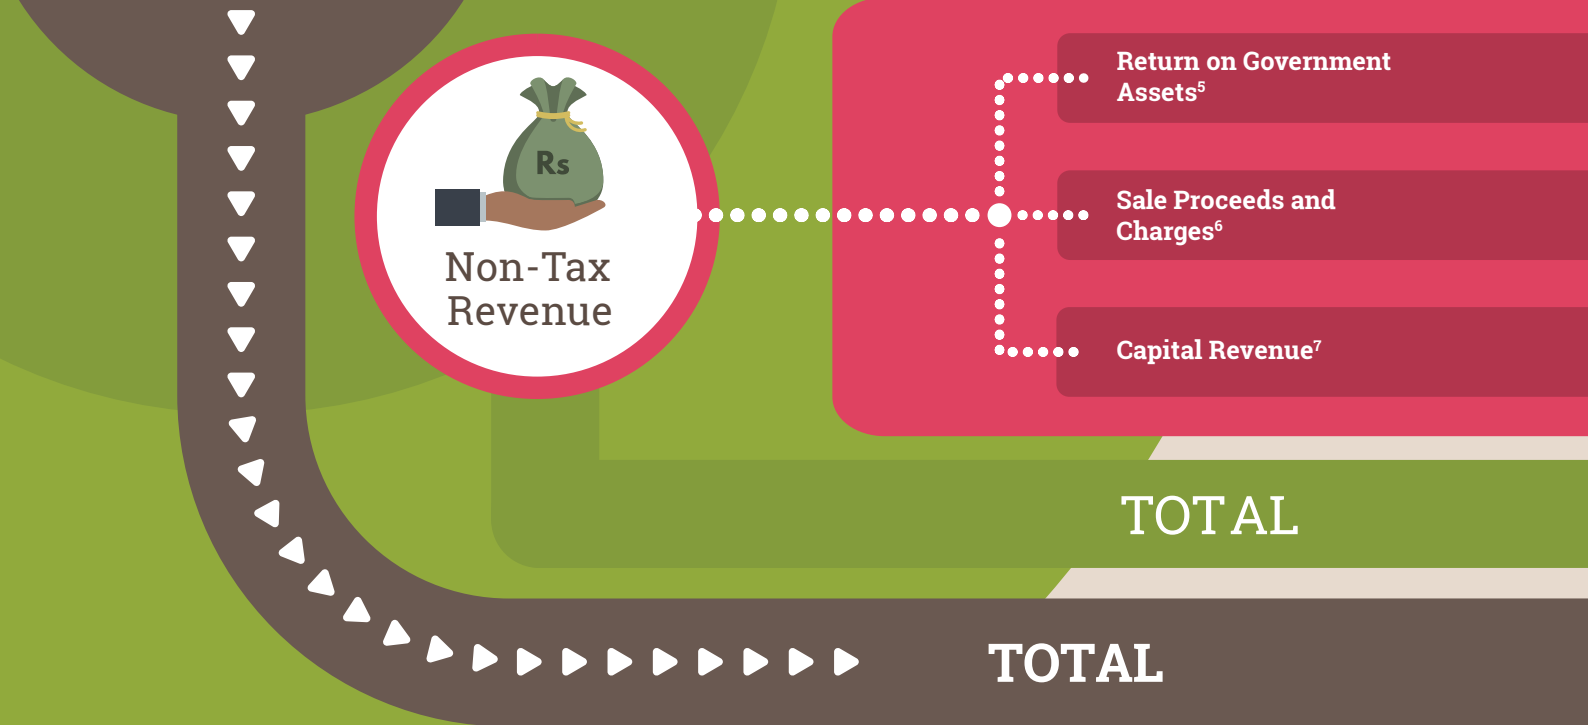 Rs
Non-Tax
Revenue
Return on Government
Assets⁵
Sale Proceeds and
Charges⁶
Capital Revenue⁷
TOTAL
TOTAL